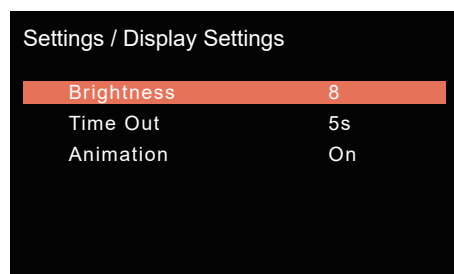 Settings / Display Settings
Brightness 8
Time Out 5s
Animation On